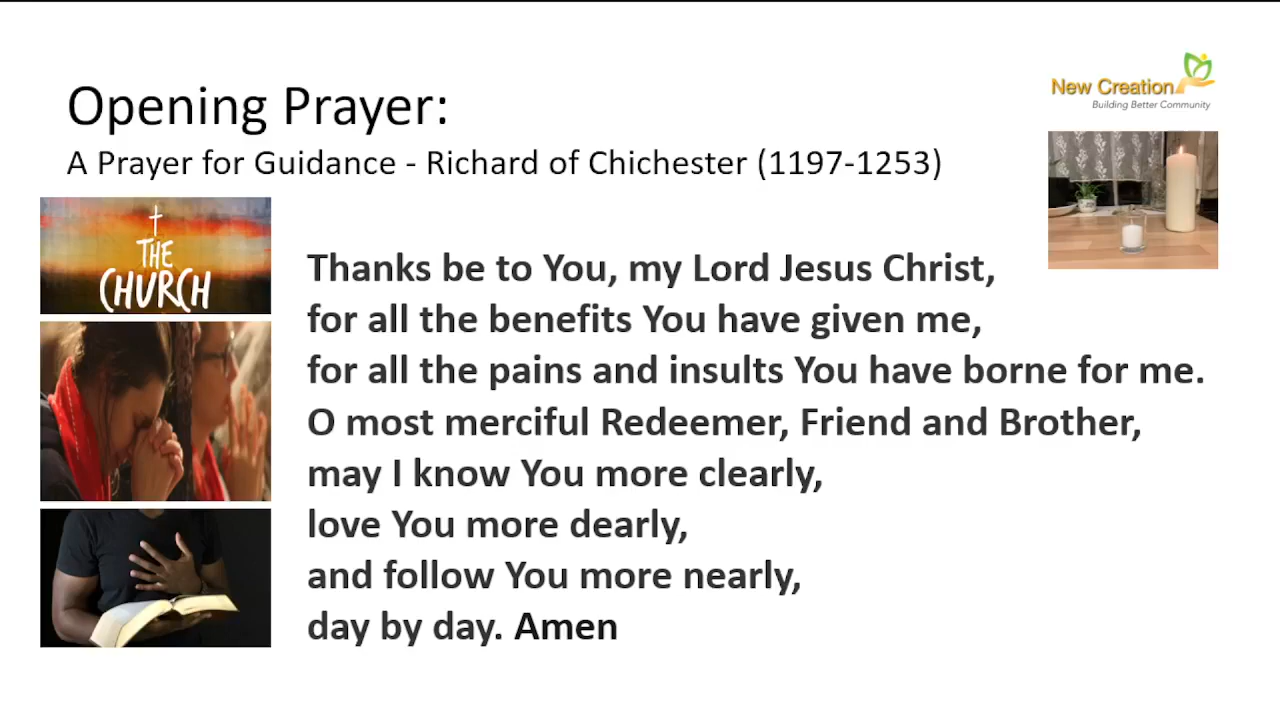 Opening Prayer:
A Prayer for Guidance - Richard of Chichester (1197-1253)
New Creation
Building Better Community
THE
CHURCH
Thanks be to You, my Lord Jesus Christ,
for all the benefits You have given me,
for all the pains and insults You have borne for me.
O most merciful Redeemer, Friend and Brother,
may I know You more clearly,
love You more dearly,
and follow You more nearly,
day by day. Amen